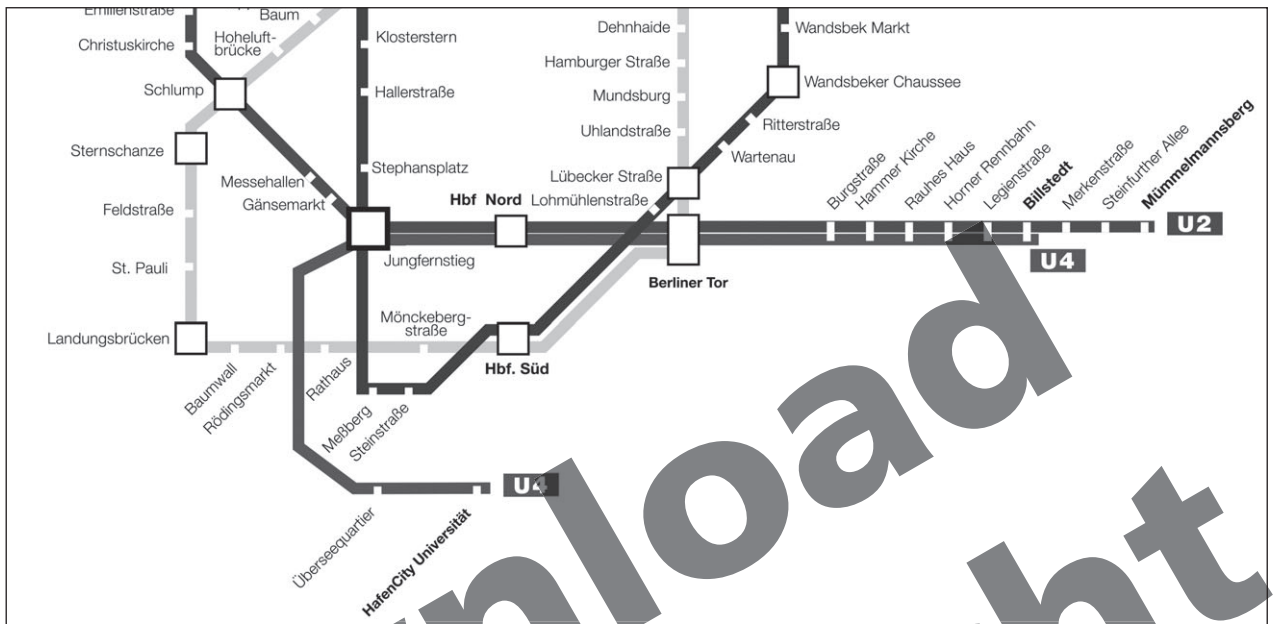 Emilienstraße
Baum
Christuskirche
Hoheluft-
brücke
Klosterstern
Dehnhaide
Wandsbek Markt
Schlump
Hallerstraße
Hamburger Straße
Wandsbeker Chaussee
Mundsburg
Sternschanze
Uhlandstraße
Ritterstraße
Wartenau
Stephansplatz
Messehallen
Gänsemarkt
Lübecker Straße
Hbf Nord
Lohmühlenstraße
Burgstraße
Hammer Kirche
Rauhes Haus
Horner Rennbahn
Legienstraße
Billstedt
Merkenstraße
Steinfurther Allee
Mümmelmannsberg
U2
Feldstraße
Jungfernstieg
U4
St. Pauli
Berliner Tor
Mönckeberg-
straße
Landungsbrücken
Hbf. Süd
Baumwall
Rödingsmarkt
Rathaus
Meßberg
Steinstraße
U4
Überseequartier
HafenCity Universität
nload
ht